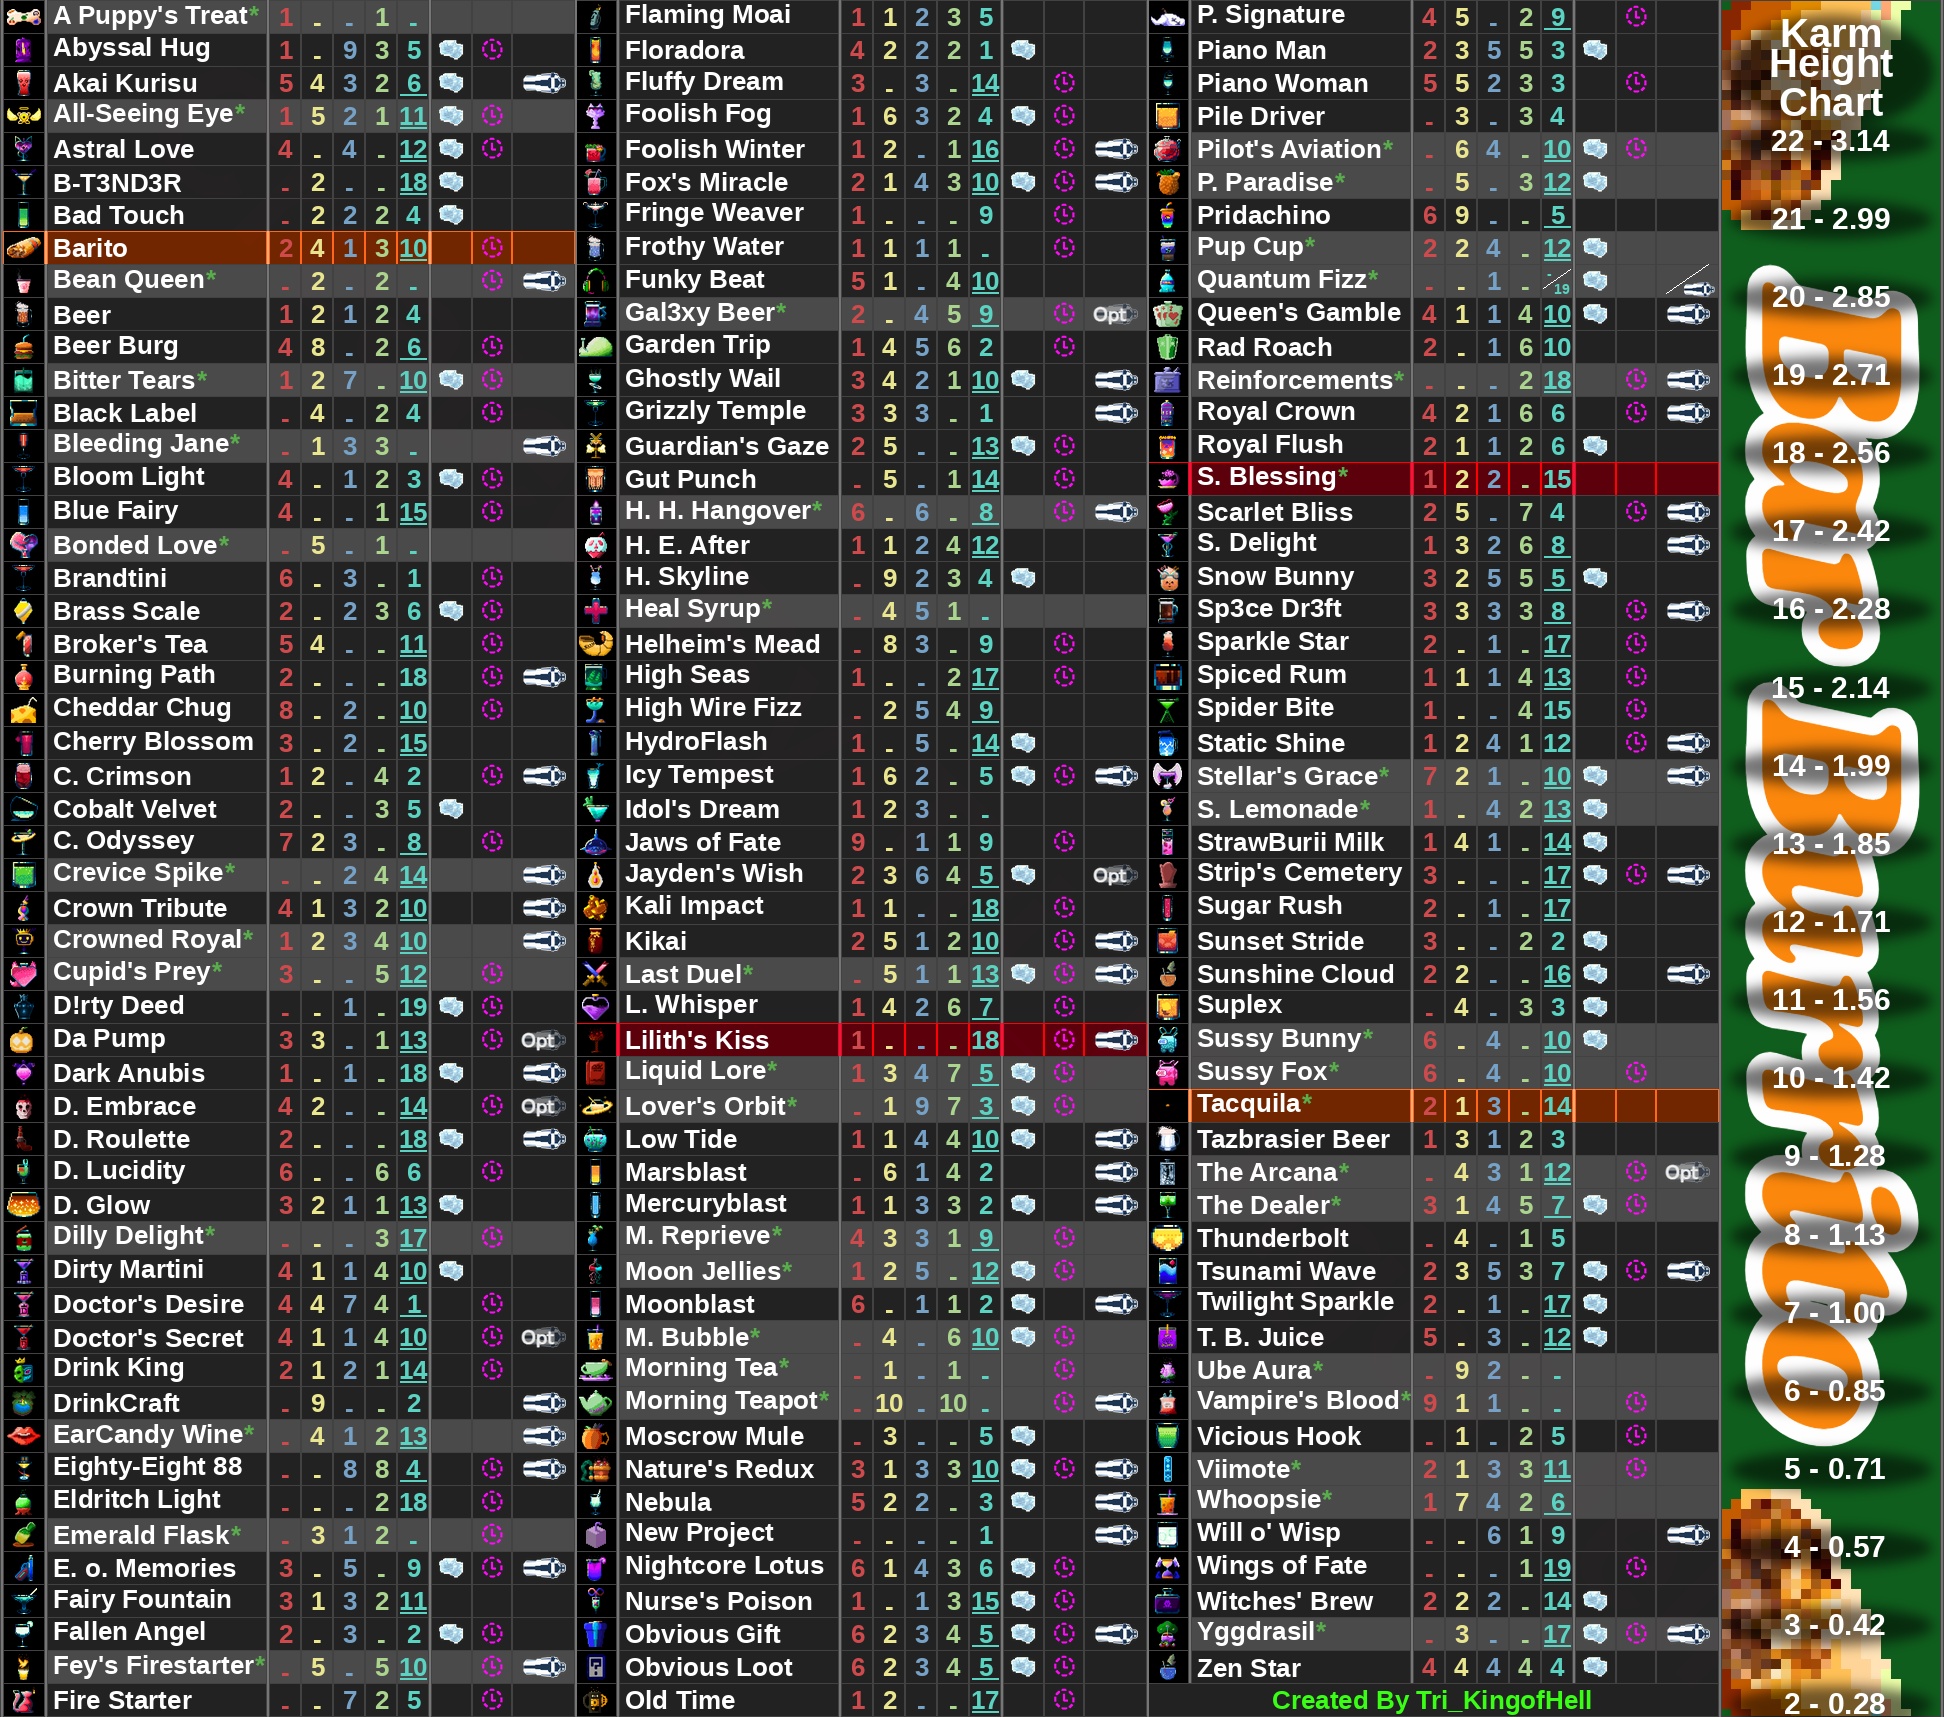 A Puppy's Treat* 1 - - 1 -
Abyssal Hug 1 - 9 3 5
Akai Kurisu 5 4 3 2 6
All-Seeing Eye* 1 5 2 1 11
Astral Love 4 - 4 - 12
B-T3ND3R - 2 - - 18
Bad Touch - 2 2 2 4
Barito 2 4 1 3 10
Bean Queen* - 2 - 2 -
Beer 1 2 1 2 4
Beer Burg 4 8 - 2 6
Bitter Tears* 1 2 7 - 10
Black Label - 4 - 2 4
Bleeding Jane* - 1 3 3 -
Bloom Light 4 - 1 2 3
Blue Fairy 4 - - 1 15
Bonded Love* - 5 - 1 -
Brandtini 6 - 3 - 1
Brass Scale 2 - 2 3 6
Broker's Tea 5 4 - - 11
Burning Path 2 - - - 18
Cheddar Chug 8 - 2 - 10
Cherry Blossom 3 - 2 - 15
C. Crimson 1 2 - 4 2
Cobalt Velvet 2 - - 3 5
C. Odyssey 7 2 3 - 8
Crevice Spike* - - 2 4 14
Crown Tribute 4 1 3 2 10
Crowned Royal* 1 2 3 4 10
Cupid's Prey* 3 - - 5 12
D!rty Deed - - 1 - 19
Da Pump 3 3 - 1 13 Opt
Dark Anubis 1 - 1 - 18
D. Embrace 4 2 - - 14 Opt
D. Roulette 2 - - - 18
D. Lucidity 6 - - 6 6
D. Glow 3 2 1 1 13
Dilly Delight* - - - 3 17
Dirty Martini 4 1 1 4 10
Doctor's Desire 4 4 7 4 1
Doctor's Secret 4 1 1 4 10 Opt
Drink King 2 1 2 1 14
DrinkCraft - 9 - - 2
EarCandy Wine* - 4 1 2 13
Eighty-Eight 88 - - 8 8 4
Eldritch Light - - - 2 18
Emerald Flask* - 3 1 2 -
E. o. Memories 3 - 5 - 9
Fairy Fountain 3 1 3 2 11
Fallen Angel 2 - 3 - 2
Fey's Firestarter* - 5 - 5 10
Fire Starter - - 7 2 5
Flaming Moai 1 1 2 3 5
Floradora 4 2 2 2 1
Fluffy Dream 3 - 3 - 14
Foolish Fog 1 6 3 2 4
Foolish Winter 1 2 - 1 16
Fox's Miracle 2 1 4 3 10
Fringe Weaver 1 - - - 9
Frothy Water 1 1 1 1 -
Funky Beat 5 1 - 4 10
Gal3xy Beer* 2 - 4 5 9 Opt
Garden Trip 1 4 5 6 2
Ghostly Wail 3 4 2 1 10
Grizzly Temple 3 3 3 - 1
Guardian's Gaze 2 5 - - 13
Gut Punch - 5 - 1 14
H. H. Hangover* 6 - 6 - 8
H. E. After 1 1 2 4 12
H. Skyline - 9 2 3 4
Heal Syrup* - 4 5 1 -
Helheim's Mead - 8 3 - 9
High Seas 1 - - 2 17
High Wire Fizz - 2 5 4 9
HydroFlash 1 - 5 - 14
Icy Tempest 1 6 2 - 5
Idol's Dream 1 2 3 - -
Jaws of Fate 9 - 1 1 9
Jayden's Wish 2 3 6 4 5 Opt
Kali Impact 1 1 - - 18
Kikai 2 5 1 2 10
Last Duel* - 5 1 1 13
L. Whisper 1 4 2 6 7
Lilith's Kiss 1 - - - 18
Liquid Lore* 1 3 4 7 5
Lover's Orbit* - 1 9 7 3
Low Tide 1 1 4 4 10
Marsblast - 6 1 4 2
Mercuryblast 1 1 3 3 2
M. Reprieve* 4 3 3 1 9
Moon Jellies* 1 2 5 - 12
Moonblast 6 - 1 1 2
M. Bubble* - 4 - 6 10
Morning Tea* - 1 - 1 -
Morning Teapot* - 10 - 10 -
Moscrow Mule - 3 - - 5
Nature's Redux 3 1 3 3 10
Nebula 5 2 2 - 3
New Project - - - - 1
Nightcore Lotus 6 1 4 3 6
Nurse's Poison 1 - 1 3 15
Obvious Gift 6 2 3 4 5
Obvious Loot 6 2 3 4 5
Old Time 1 2 - - 17
P. Signature 4 5 - 2 9
Piano Man 2 3 5 5 3
Piano Woman 5 5 2 3 3
Pile Driver - 3 - 3 4
Pilot's Aviation* - 6 4 - 10
P. Paradise* - 5 - 3 12
Pridachino 6 9 - - 5
Pup Cup* 2 2 4 - 12
Quantum Fizz* - - 1 - -/19
Queen's Gamble 4 1 1 4 10
Rad Roach 2 - 1 6 10
Reinforcements* - - - 2 18
Royal Crown 4 2 1 6 6
Royal Flush 2 1 1 2 6
S. Blessing* 1 2 2 - 15
Scarlet Bliss 2 5 - 7 4
S. Delight 1 3 2 6 8
Snow Bunny 3 2 5 5 5
Sp3ce Dr3ft 3 3 3 3 8
Sparkle Star 2 - 1 - 17
Spiced Rum 1 1 1 4 13
Spider Bite 1 - - 4 15
Static Shine 1 2 4 1 12
Stellar's Grace* 7 2 1 - 10
S. Lemonade* 1 - 4 2 13
StrawBurii Milk 1 4 1 - 14
Strip's Cemetery 3 - - - 17
Sugar Rush 2 - 1 - 17
Sunset Stride 3 - - 2 2
Sunshine Cloud 2 2 - - 16
Suplex - 4 - 3 3
Sussy Bunny* 6 - 4 - 10
Sussy Fox* 6 - 4 - 10
Tacquila* 2 1 3 - 14
Tazbrasier Beer 1 3 1 2 3
The Arcana* - 4 3 1 12 Opt
The Dealer* 3 1 4 5 7
Thunderbolt - 4 - 1 5
Tsunami Wave 2 3 5 3 7
Twilight Sparkle 2 - 1 - 17
T. B. Juice 5 - 3 - 12
Ube Aura* - 9 2 - -
Vampire's Blood* 9 1 1 - -
Vicious Hook - 1 - 2 5
Viimote* 2 1 3 3 11
Whoopsie* 1 7 4 2 6
Will o' Wisp - - 6 1 9
Wings of Fate - - - 1 19
Witches' Brew 2 2 2 - 14
Yggdrasil* - 3 - - 17
Zen Star 4 4 4 4 4
Created By Tri_KingofHell
Karm
Height
Chart
22 - 3.14
21 - 2.99
20 - 2.85
19 - 2.71
18 - 2.56
17 - 2.42
16 - 2.28
15 - 2.14
14 - 1.99
13 - 1.85
12 - 1.71
11 - 1.56
10 - 1.42
9 - 1.28
8 - 1.13
7 - 1.00
6 - 0.85
5 - 0.71
4 - 0.57
3 - 0.42
2 - 0.28
Bar Burrito